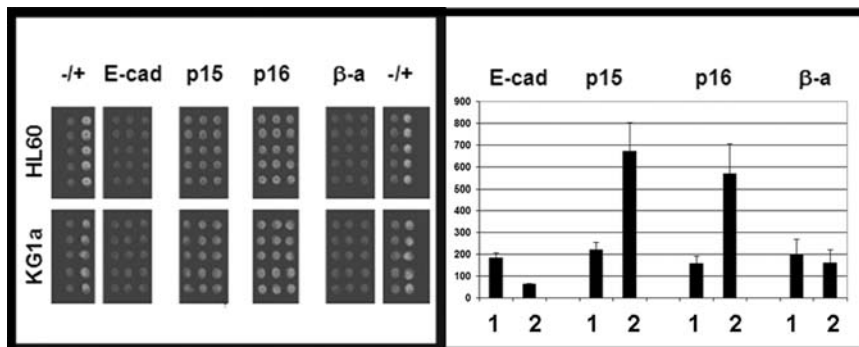 -/+ E-cad p15 p16 β-a -/+
HL60
KG1a
E-cad p15 p16 β-a
900
800
700
600
500
400
300
200
100
0
1 2 1 2 1 2 1 2